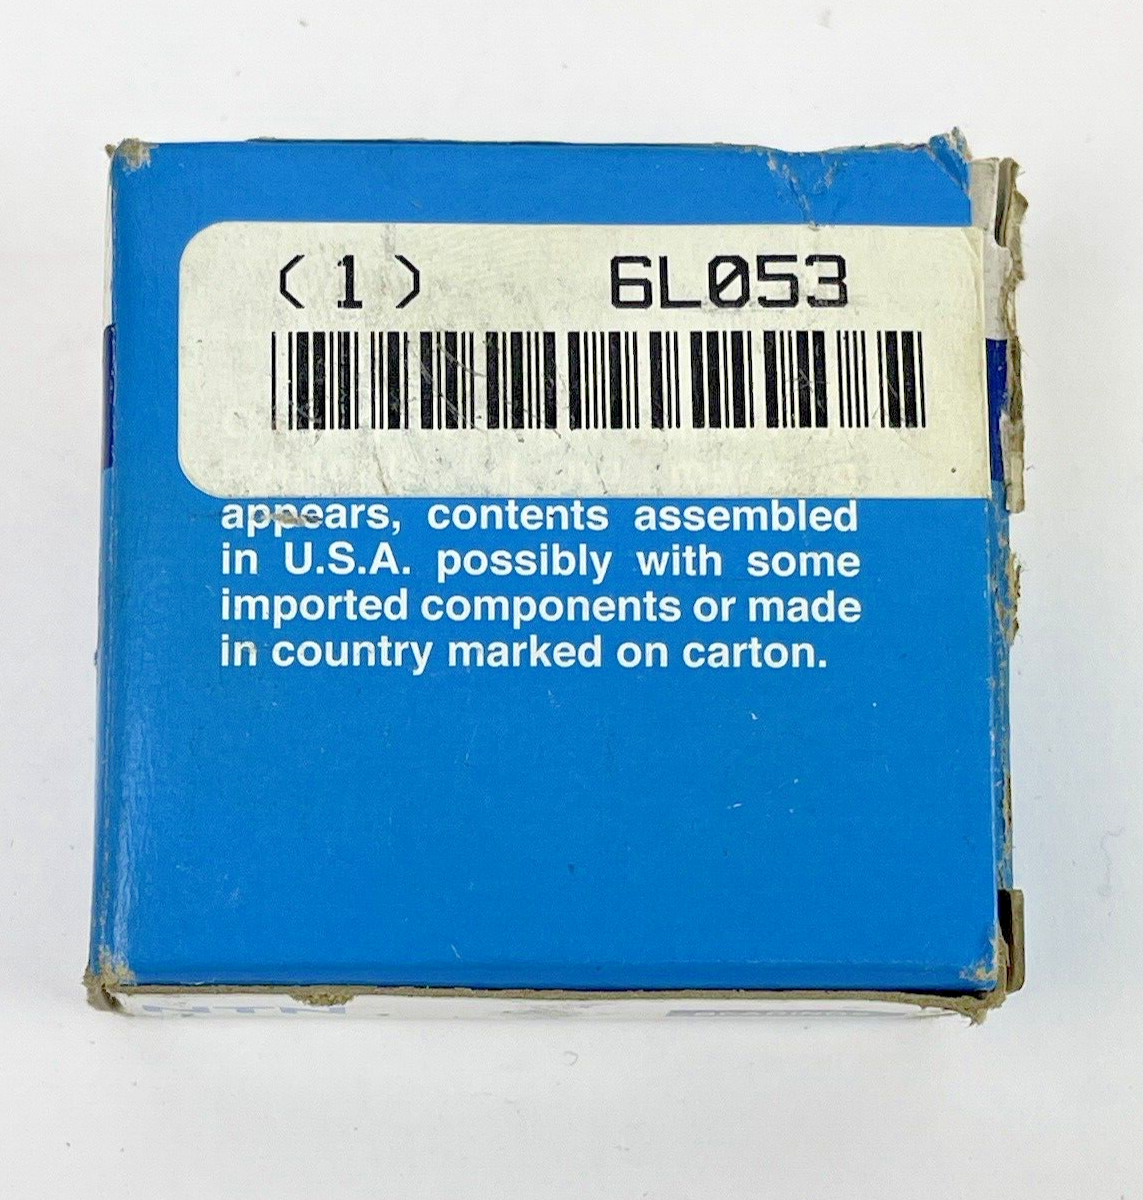 (1) 6L053
appears, contents assembled
in U.S.A. possibly with some
imported components or made
in country marked on carton.